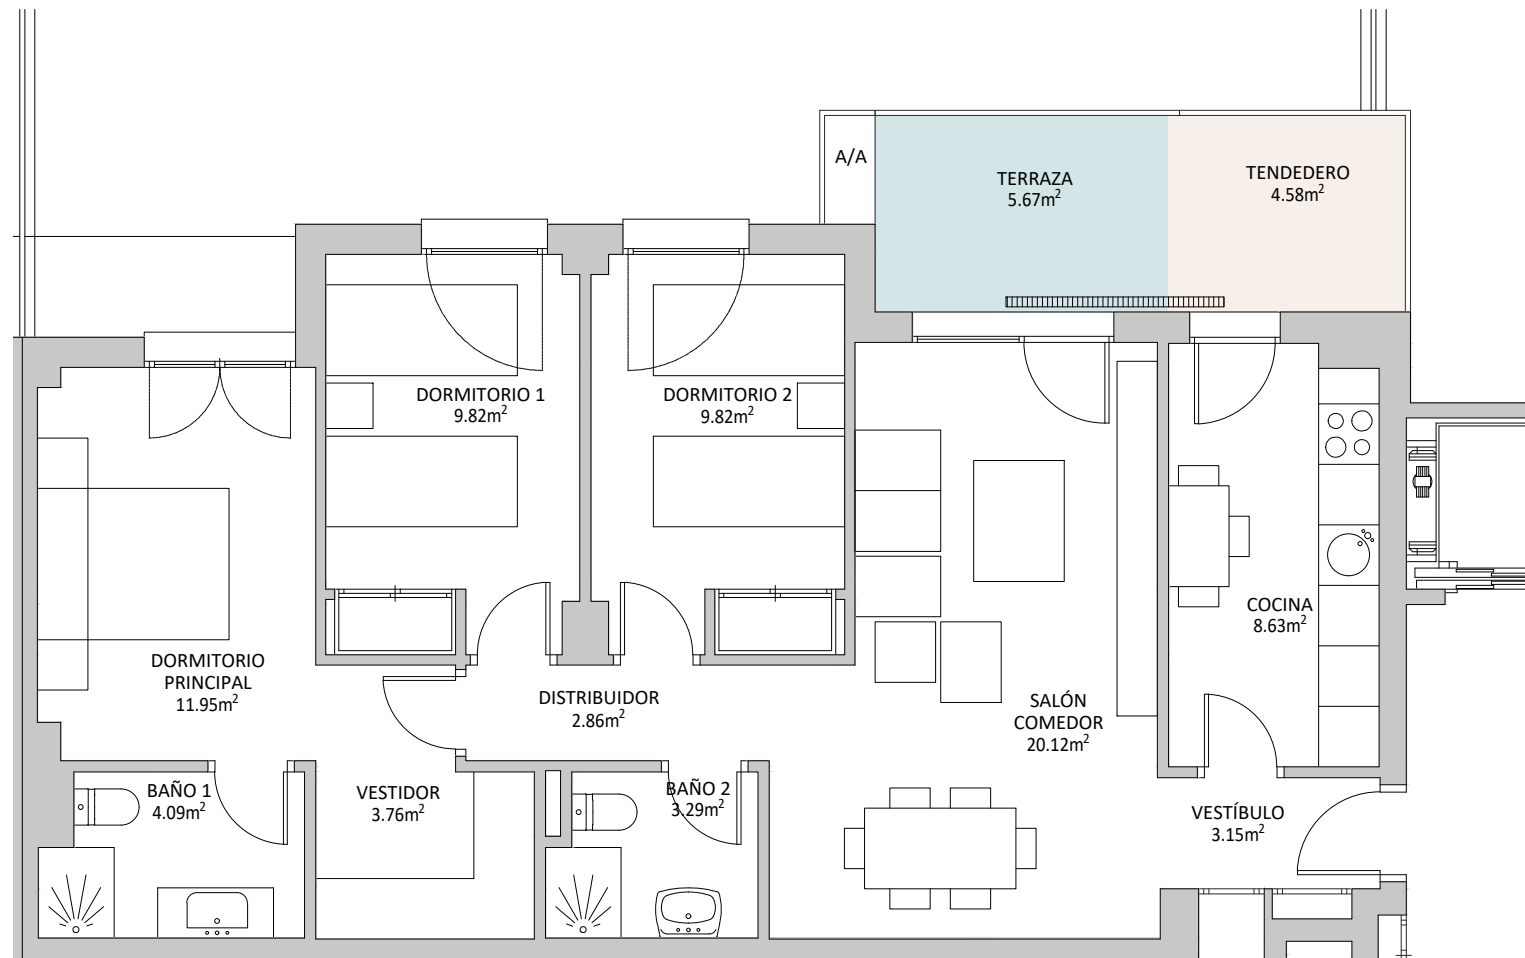 A/A
TERRAZA
5.67m²
TENDEDERO
4.58m²
DORMITORIO 1
9.82m²
DORMITORIO 2
9.82m²
COCINA
8.63m²
DORMITORIO
PRINCIPAL
11.95m²
DISTRIBUIDOR
2.86m²
SALÓN
COMEDOR
20.12m²
BAÑO 1
4.09m²
VESTIDOR
3.76m²
BAÑO 2
3.29m²
VESTÍBULO
3.15m²